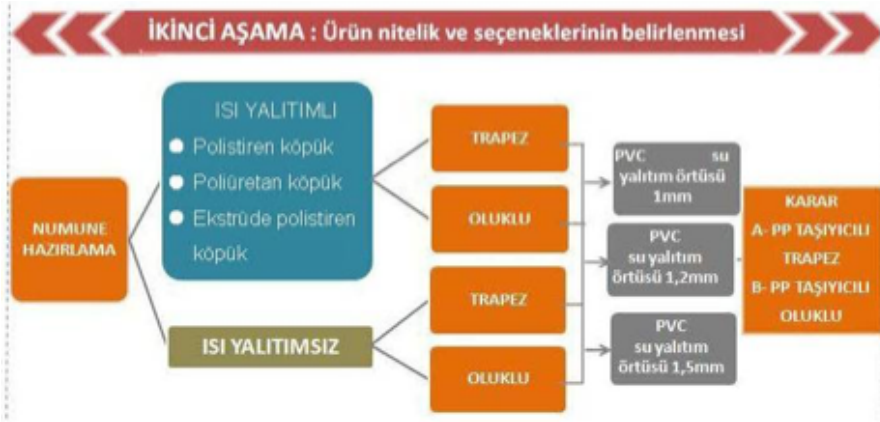 İKİNCİ AŞAMA : Ürün nitelik ve seçeneklerinin belirlenmesi
NUMUNE
HAZIRLAMA
ISI YALITIMLI
Polistiren köpük
Poliüretan köpük
Ekstrüde polistiren
köpük
ISI YALITIMSIZ
TRAPEZ
OLUKLU
TRAPEZ
OLUKLU
PVC su
yalıtım örtüsü
1mm
PVC
su yalıtım
örtüsü 1,2mm
PVC
su yalıtım
örtüsü 1,5mm
KARAR
A- PP TAŞIYICILI
TRAPEZ
B- PP TAŞIYICILI
OLUKLU